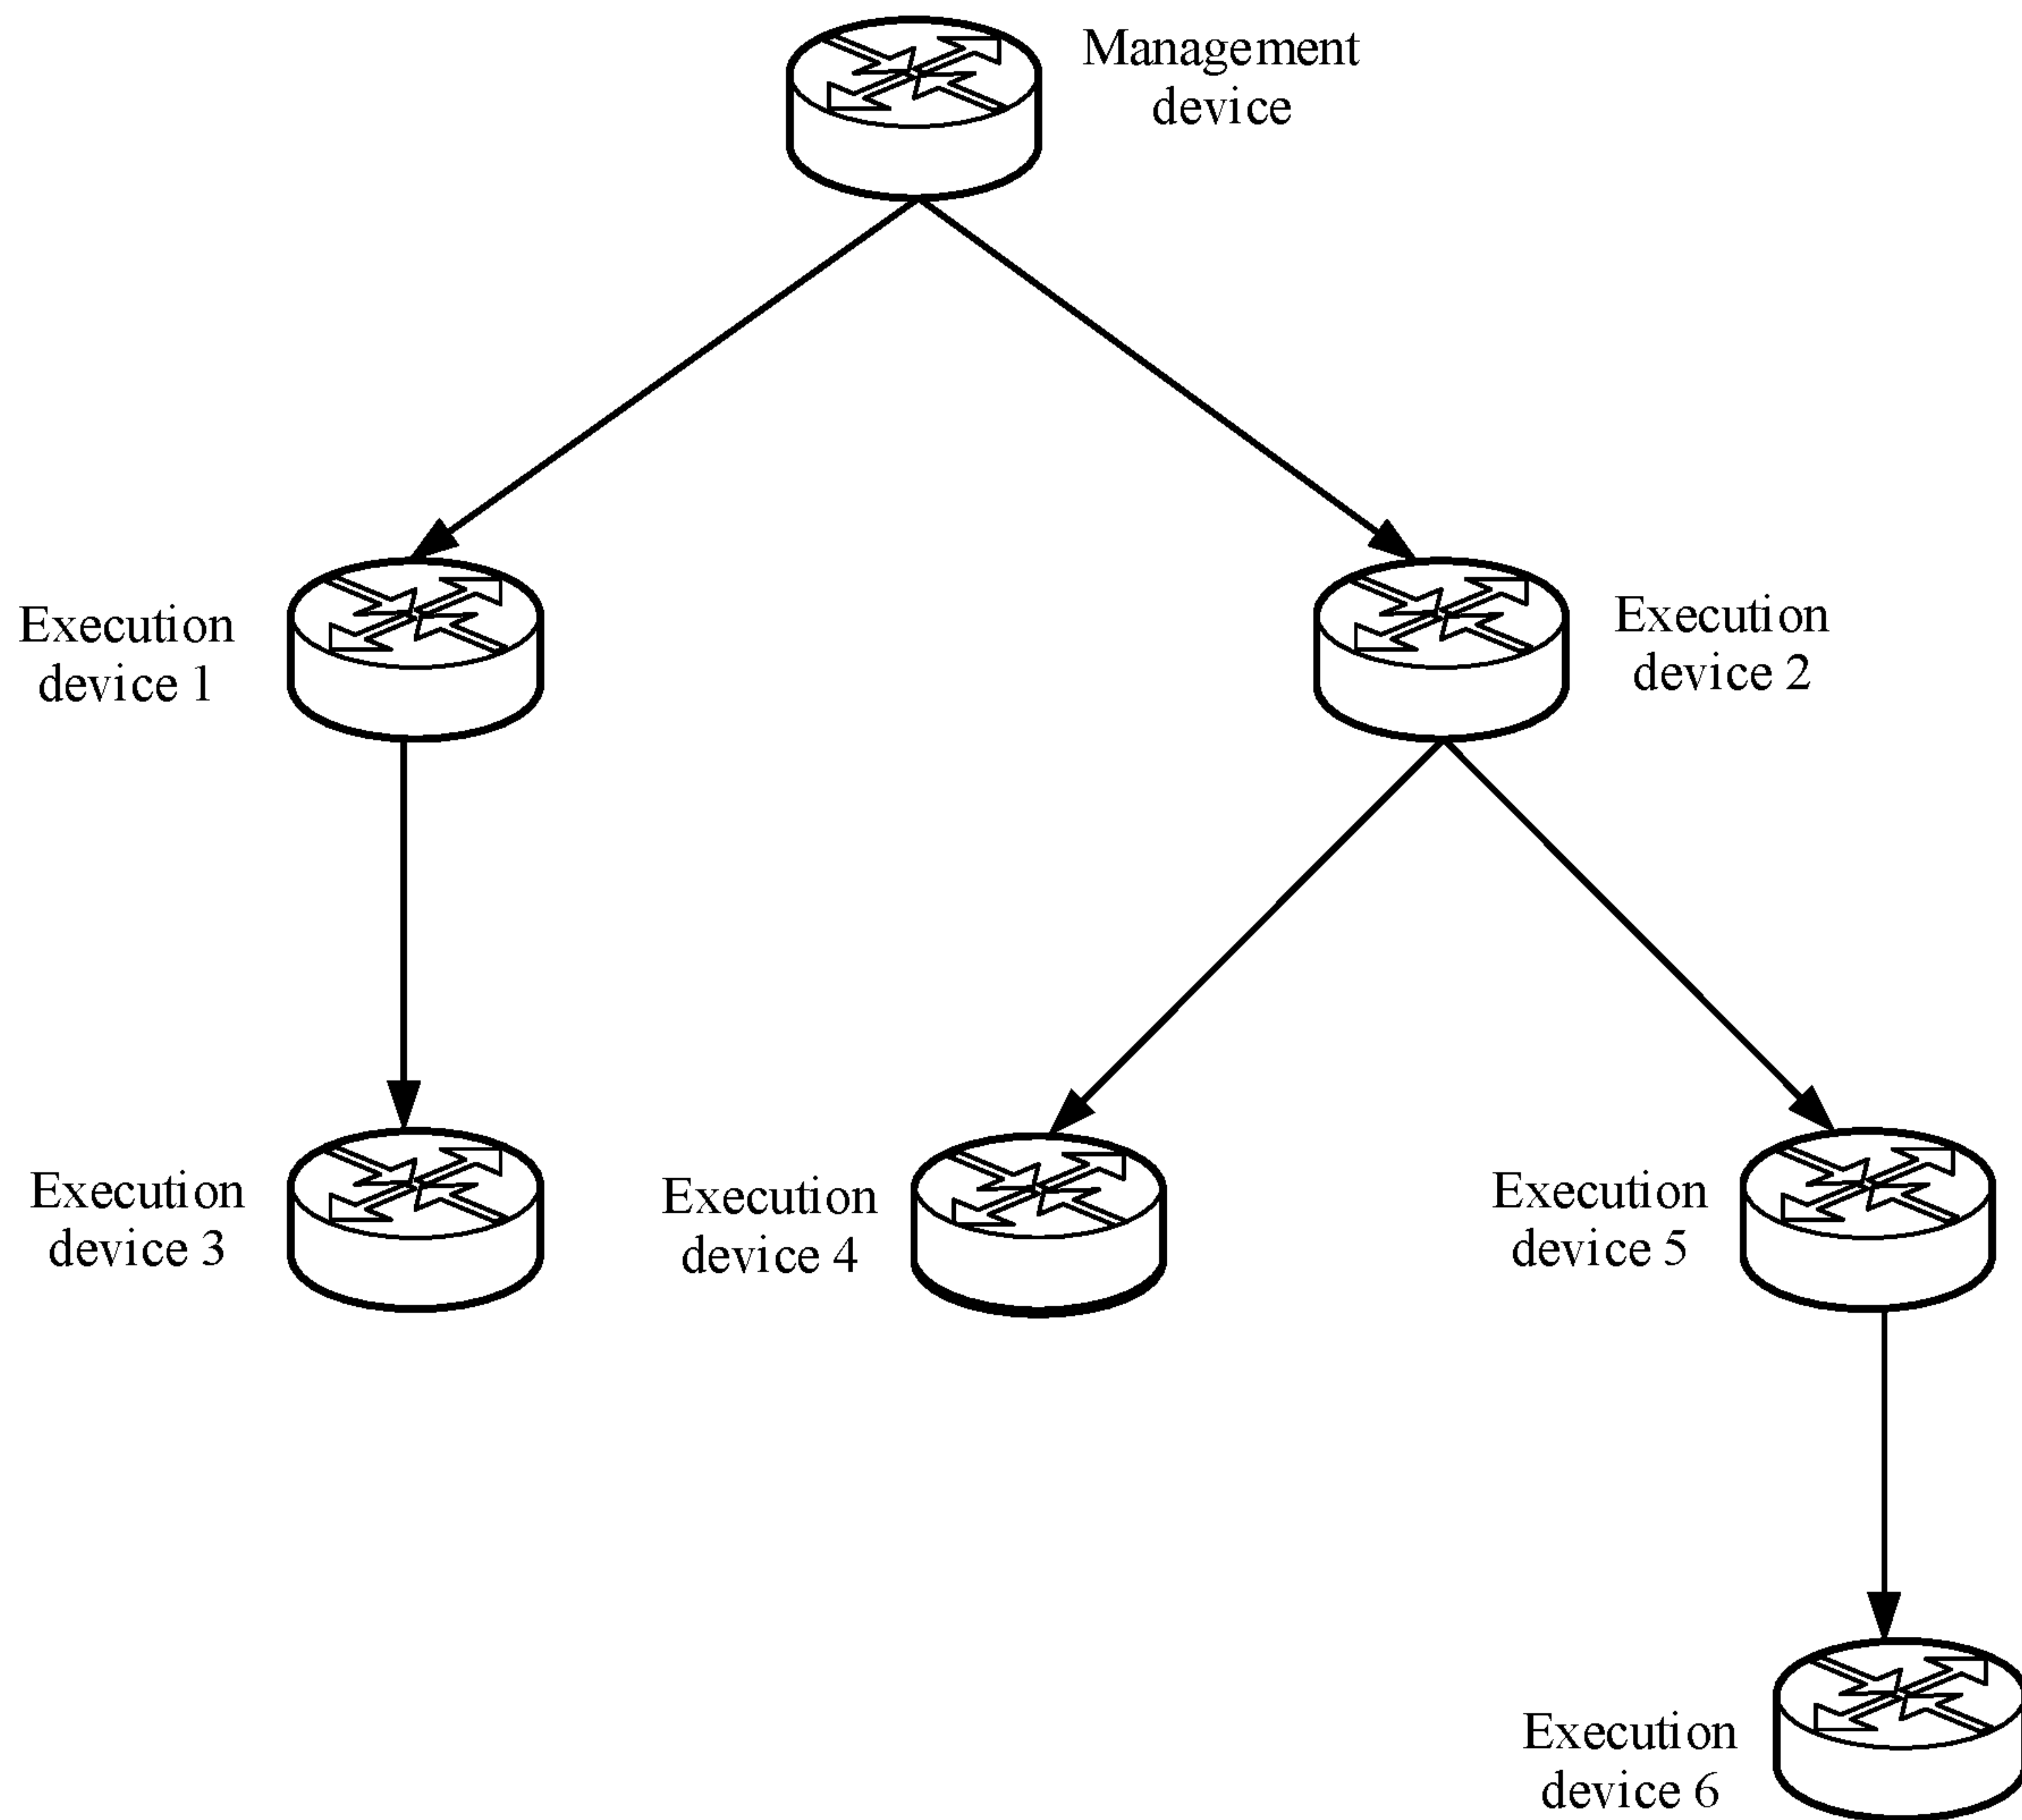 Management
device
Execution
device 1
Execution
device 2
Execution
device 3
Execution
device 4
Execution
device 5
Execution
device 6